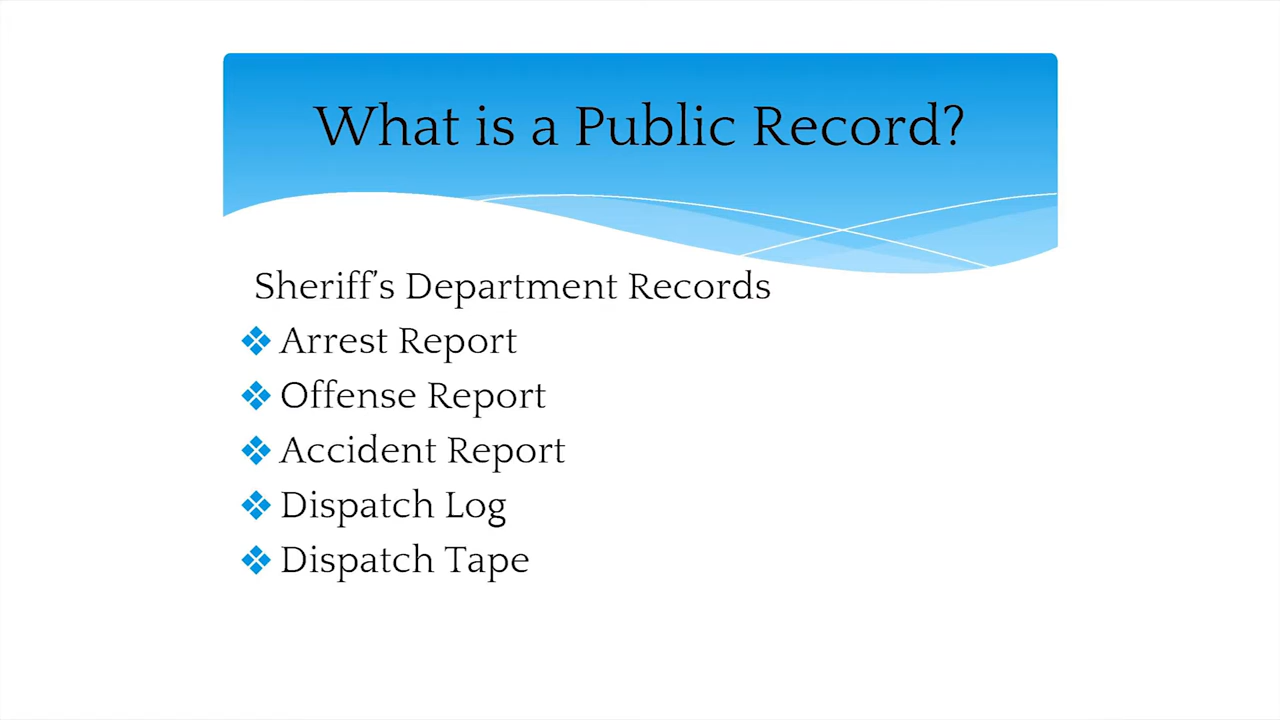 What is a Public Record?
Sheriff's Department Records
Arrest Report
Offense Report
Accident Report
Dispatch Log
Dispatch Tape